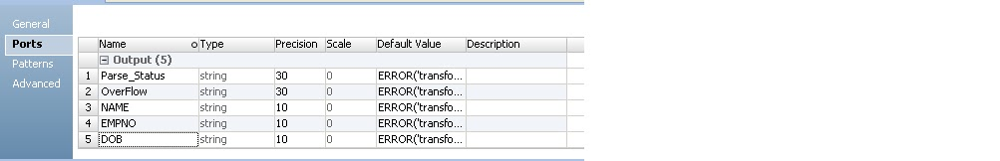 General
Ports
Patterns
Advanced
Name Type Precision Scale Default Value Description
Output (5)
1 Parse_Status string 30 0 ERROR('transfo...
2 OverFlow string 30 0 ERROR('transfo...
3 NAME string 10 0 ERROR('transfo...
4 EMPNO string 10 0 ERROR('transfo...
5 DOB string 10 0 ERROR('transfo...